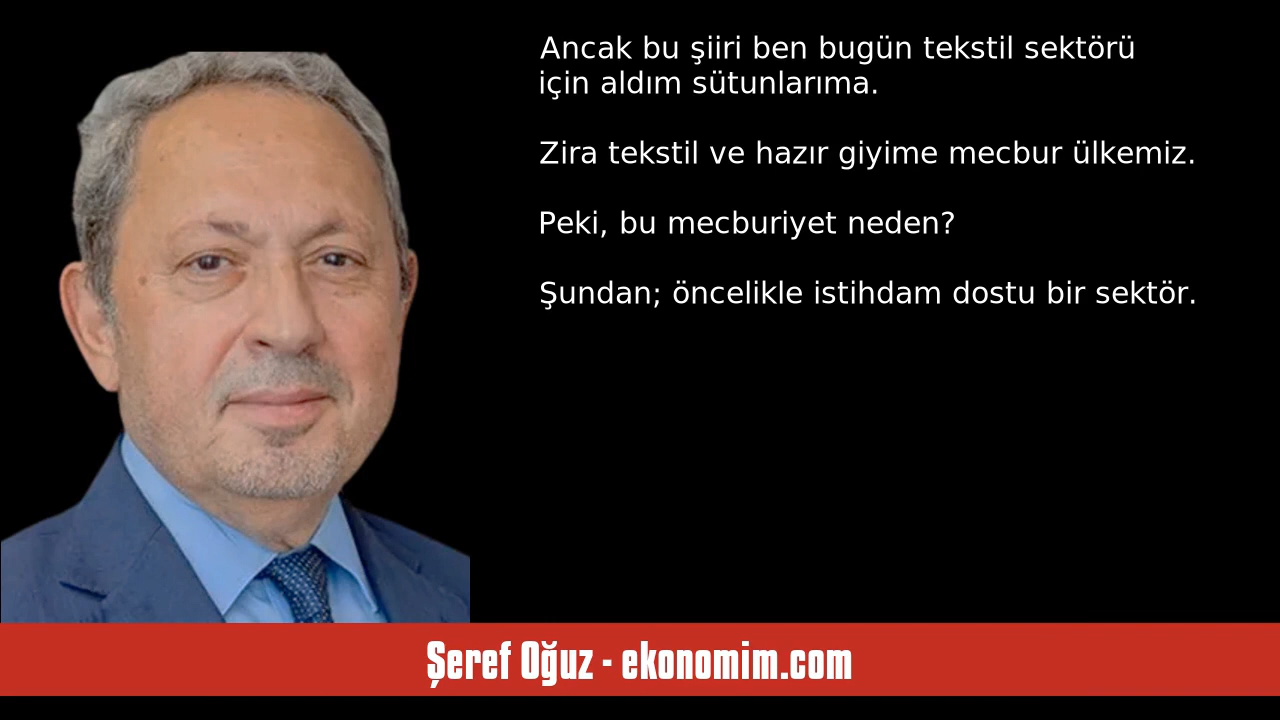 Ancak bu şiiri ben bugün tekstil sektörü
için aldım sütunlarıma.
Zira tekstil ve hazır giyime mecbur ülkemiz.
Peki, bu mecburiyet neden?
Şundan; öncelikle istihdam dostu bir sektör.
Şeref Oğuz - ekonomim.com